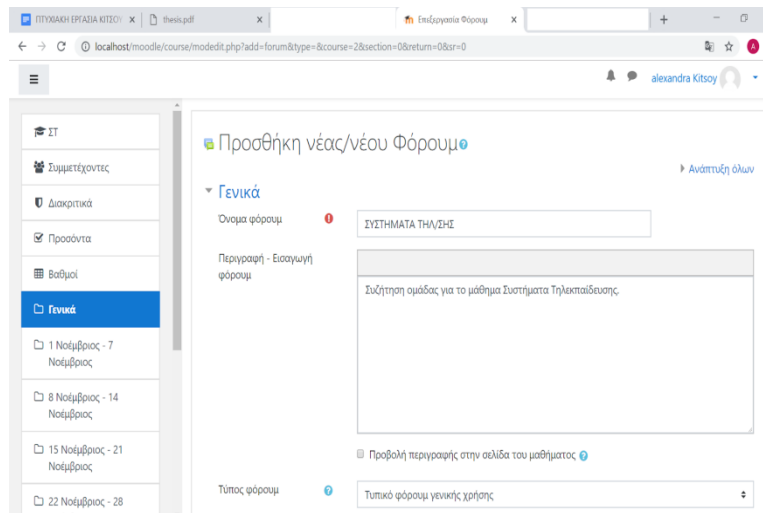 ΠΤΥΧΙΑΚΗ ΕΡΓΑΣΙΑ ΚΙΤΣΟΥ
thesis.pdf
Επεξεργασία Φόρουμ
localhost/moodle/course/modedit.php?add=forum&type=&course=2&section=0&return=0&sr=0
A
alexandra Kitsoy
ΣΤ
Συμμετέχοντες
Διακριτικά
Προσόντα
Βαθμοί
Γενικά
1 Νοέμβριος - 7
Νοέμβριος
8 Νοέμβριος - 14
Νοέμβριος
15 Νοέμβριος - 21
Νοέμβριος
22 Νοέμβριος - 28
Προσθήκη νέας/νέου Φόρουμ
Ανάπτυξη όλων
Γενικά
Όνομα φόρουμ
ΣΥΣΤΗΜΑΤΑ ΤΗΛ/ΣΗΣ
Περιγραφή - Εισαγωγή
φόρουμ
Συζήτηση ομάδας για το μάθημα Συστήματα Τηλεκπαίδευσης.
Προβολή περιγραφής στην σελίδα του μαθήματος
Τύπος φόρουμ
Τυπικό φόρουμ γενικής χρήσης